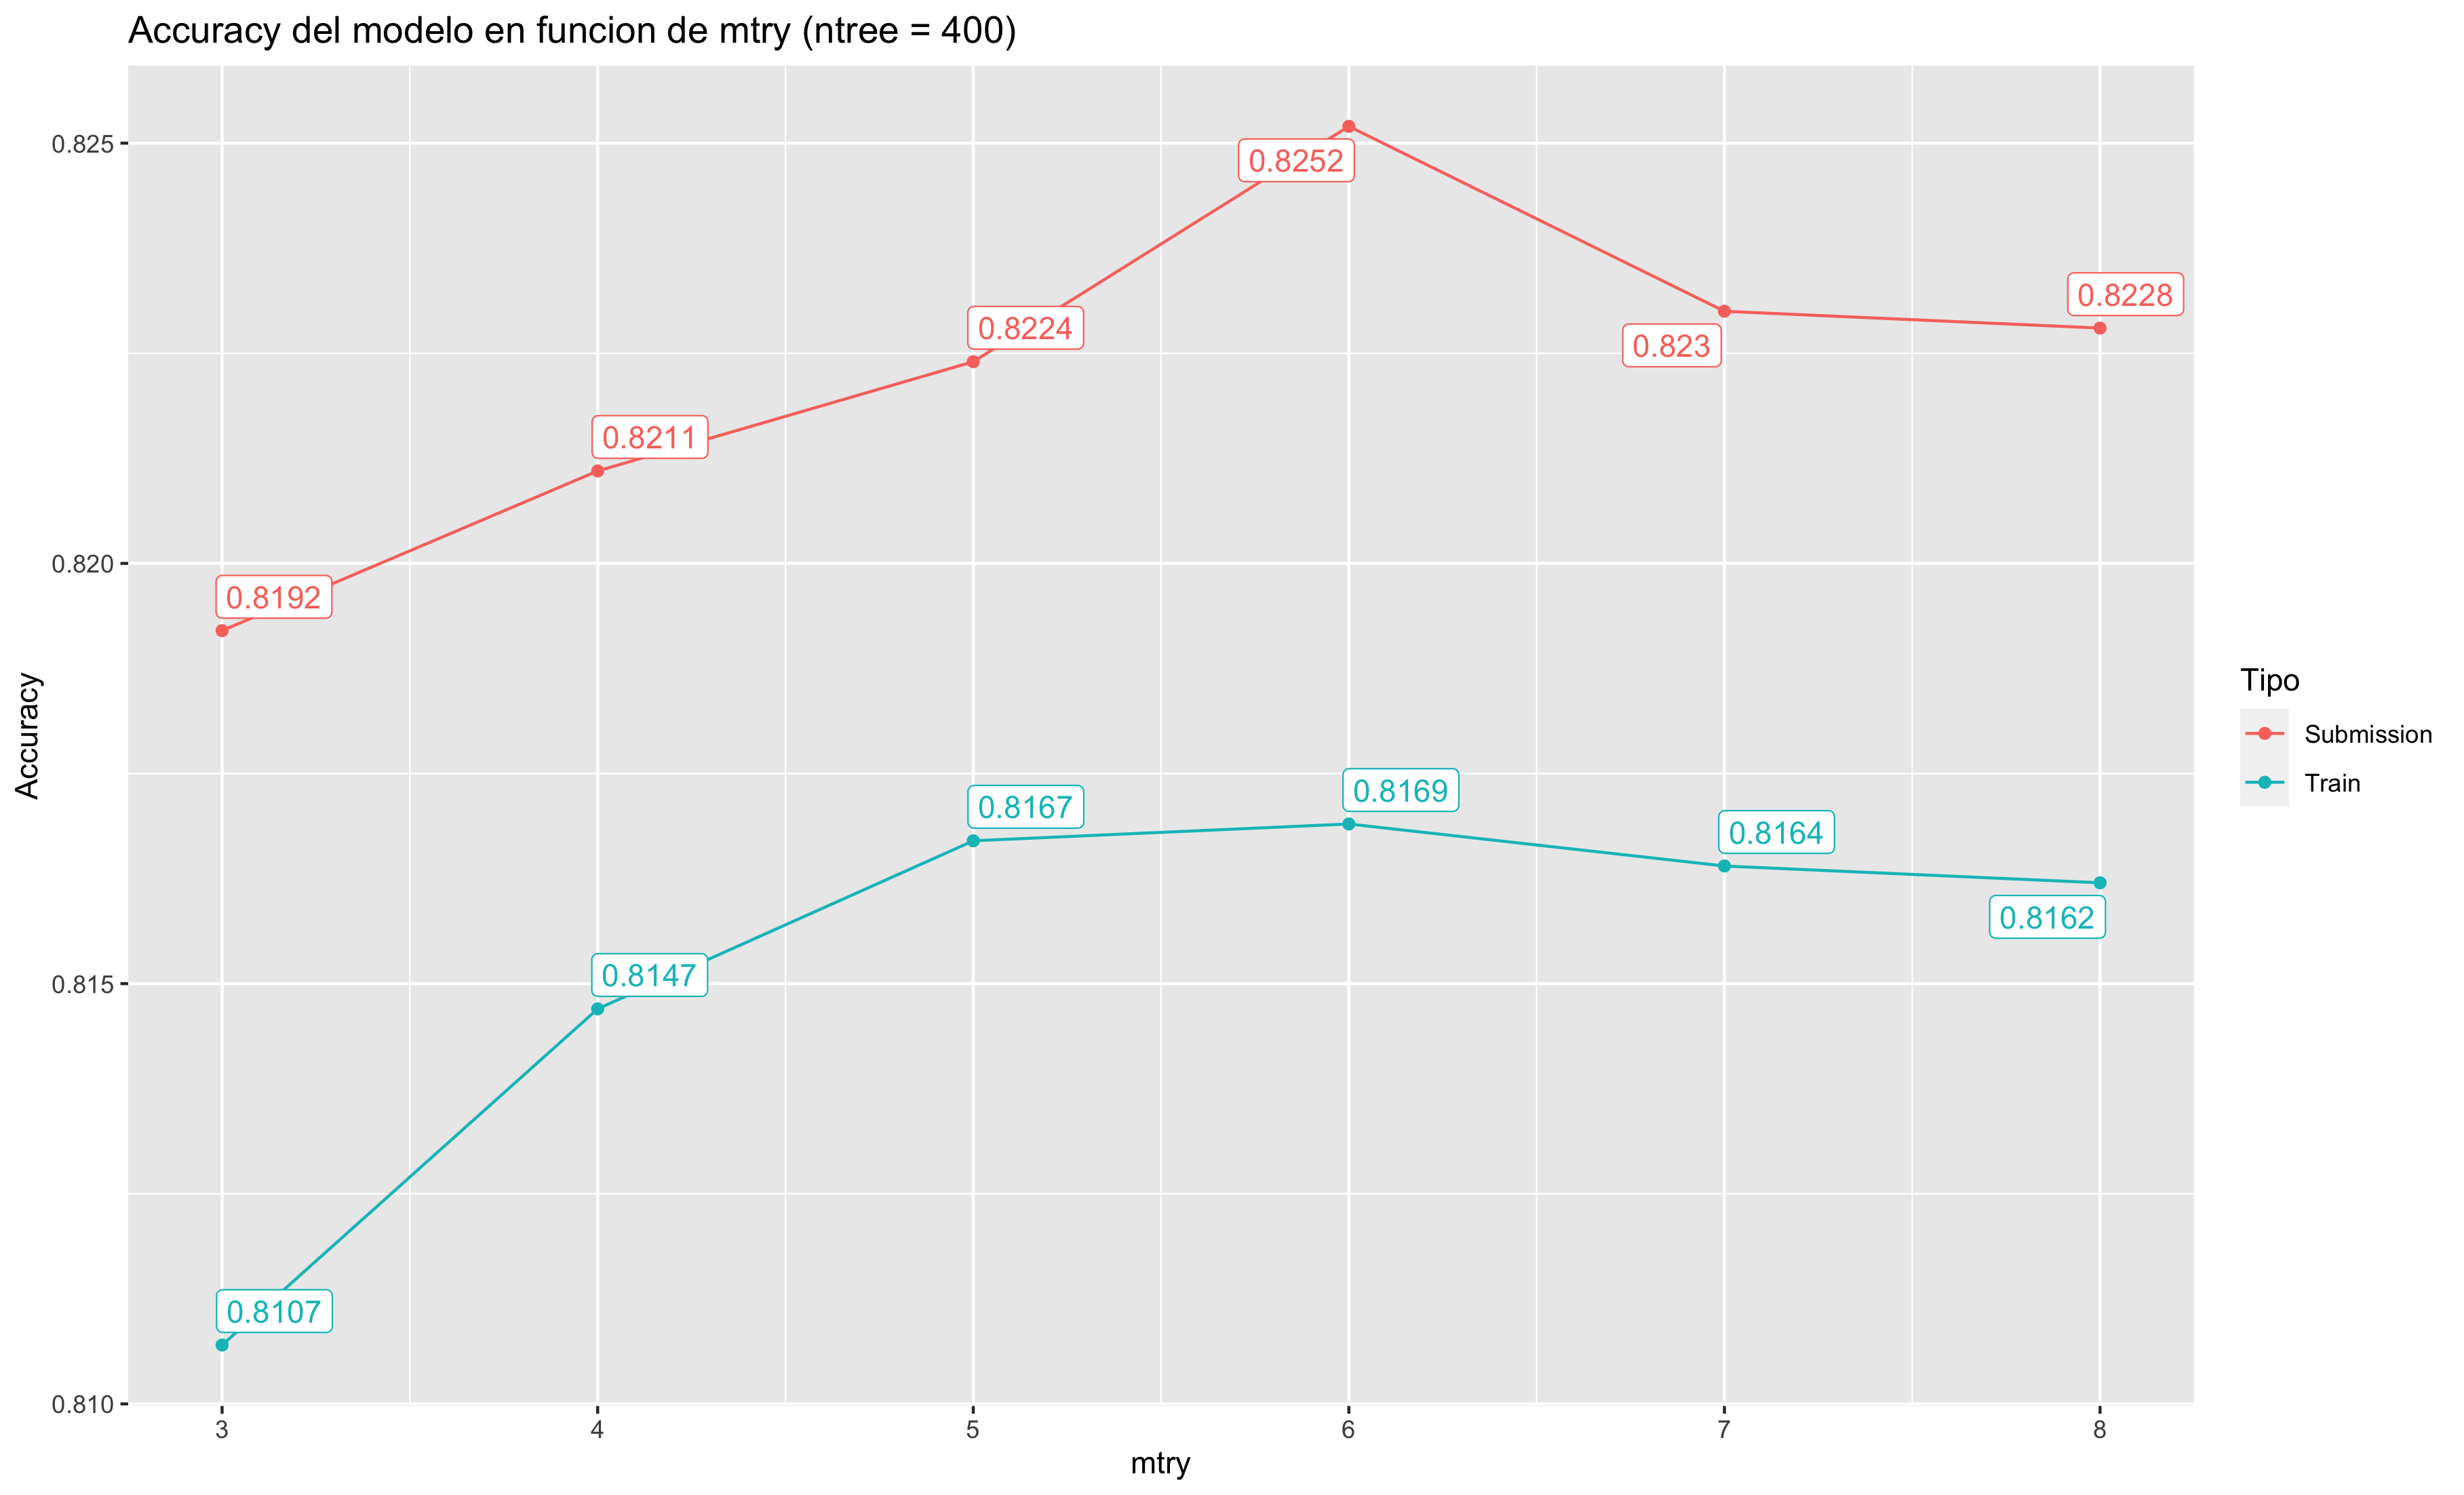 Accuracy del modelo en funcion de mtry (ntree = 400)
0.825
0.820
0.815
0.810
Accuracy
0.8252
0.8228
0.8224
0.823
0.8211
0.8192
0.8169
0.8167
0.8164
0.8162
0.8147
0.8107
3 4 5 6 7 8
mtry
Tipo
Submission
Train